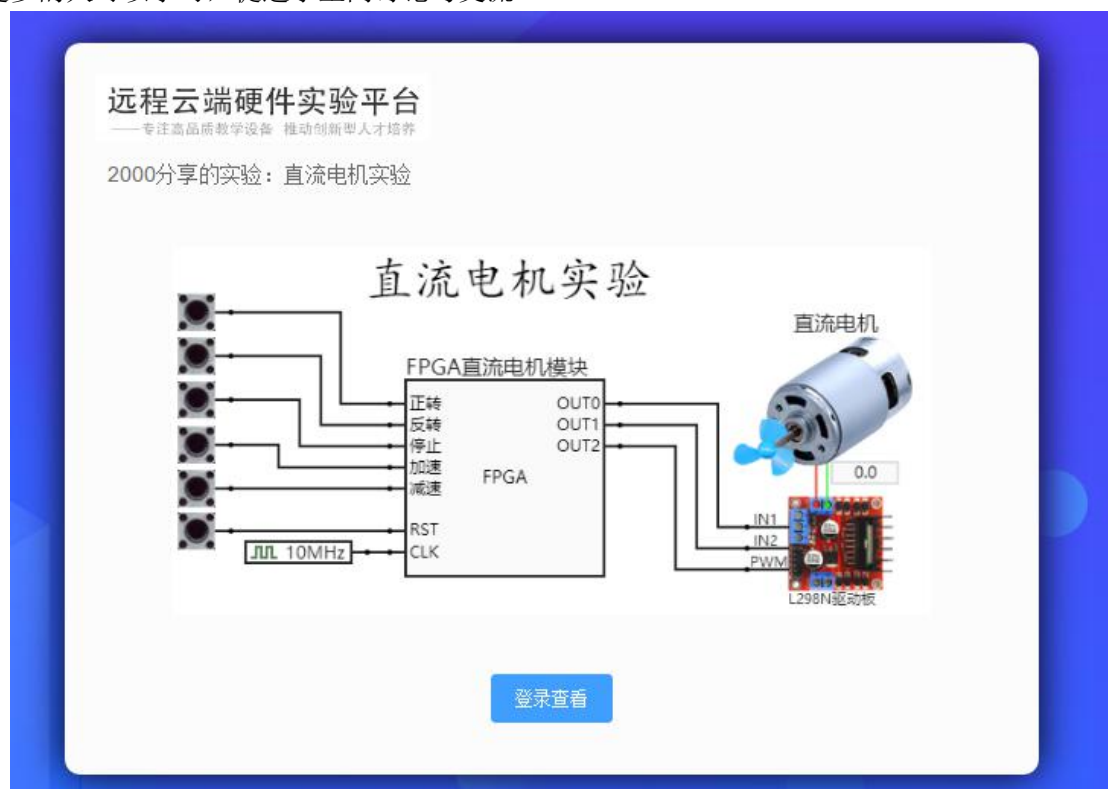 远程云端硬件实验平台
——专注高品质教学设备 推动创新型人才培养
2000分享的实验：直流电机实验
直流电机实验
直流电机
FPGA直流电机模块
正转
反转
停止
加速
减速
RST
CLK
FPGA
OUT0
OUT1
OUT2
10MHz
0.0
IN1
IN2
PWM
L298N驱动板
登录查看